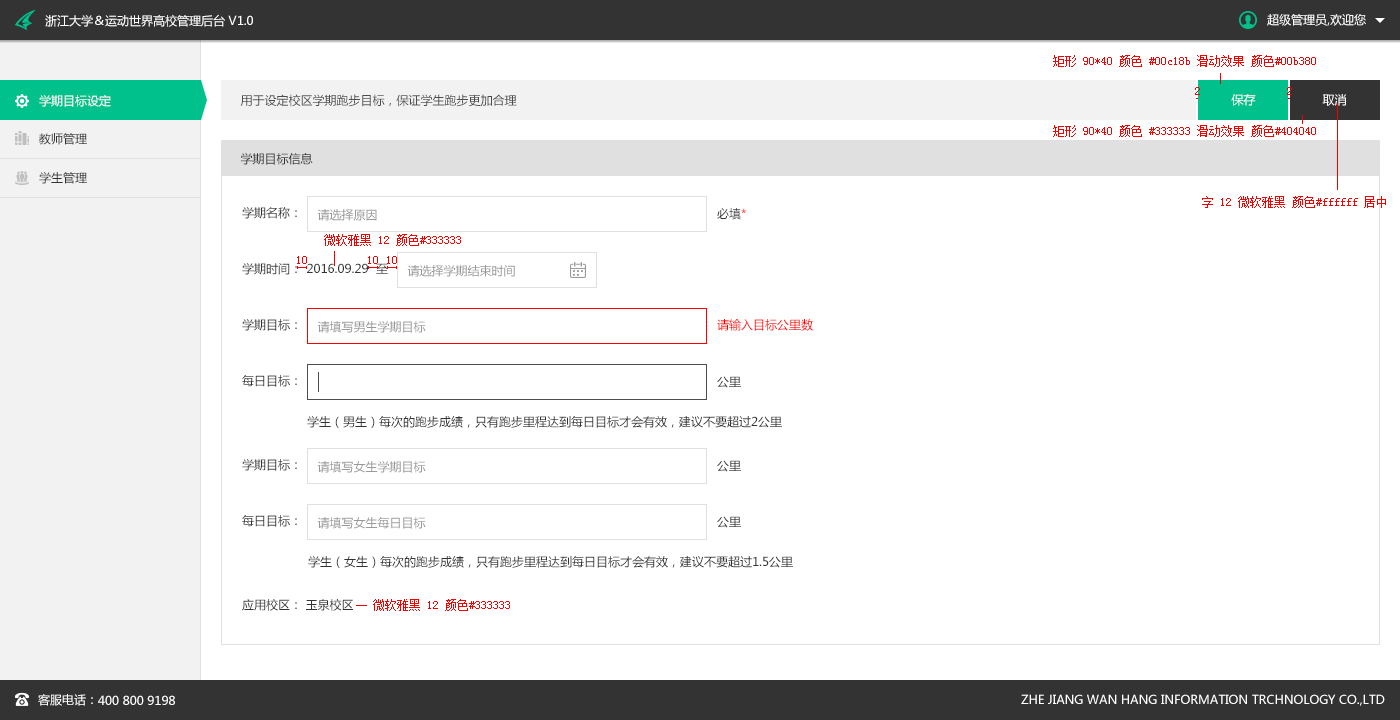 浙江大学&运动世界高校管理后台 V1.0
超级管理员,欢迎您
矩形 90*40 颜色 #00c18b 滑动效果 颜色#00b380
学期目标设定
用于设定校区学期跑步目标，保证学生跑步更加合理
2
保存
2
取消
矩形 90*40 颜色 #333333 滑动效果 颜色#404040
教师管理
学期目标信息
学生管理
字 12 微软雅黑 颜色#ffffff 居中
学期名称：
请选择原因
必填*
微软雅黑 12 颜色#333333
10
10
10
学期时间：
2016.09.29
至
请选择学期结束时间
学期目标：
请填写男生学期目标
请输入目标公里数
每日目标：
公里
学生（男生）每次的跑步成绩，只有跑步里程达到每日目标才会有效，建议不要超过2公里
学期目标：
请填写女生学期目标
公里
每日目标：
请填写女生每日目标
公里
学生（女生）每次的跑步成绩，只有跑步里程达到每日目标才会有效，建议不要超过1.5公里
应用校区：
玉泉校区
微软雅黑 12 颜色#333333
客服电话：400 800 9198
ZHE JIANG WAN HANG INFORMATION TRCHNOLOGY CO.,LTD